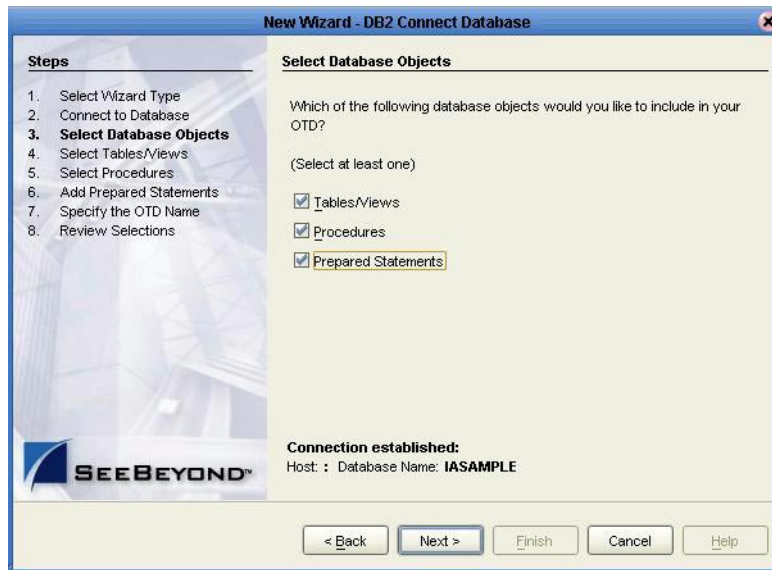 New Wizard - DB2 Connect Database
Steps
1. Select Wizard Type
2. Connect to Database
3. Select Database Objects
4. Select Tables/Views
5. Select Procedures
6. Add Prepared Statements
7. Specify the OTD Name
8. Review Selections
SEEBEYOND™
Select Database Objects
Which of the following database objects would you like to include in your
OTD?
(Select at least one)
Tables/Views
Procedures
Prepared Statements
Connection established:
Host: : Database Name: IASAMPLE
< Back
Next >
Finish
Cancel
Help